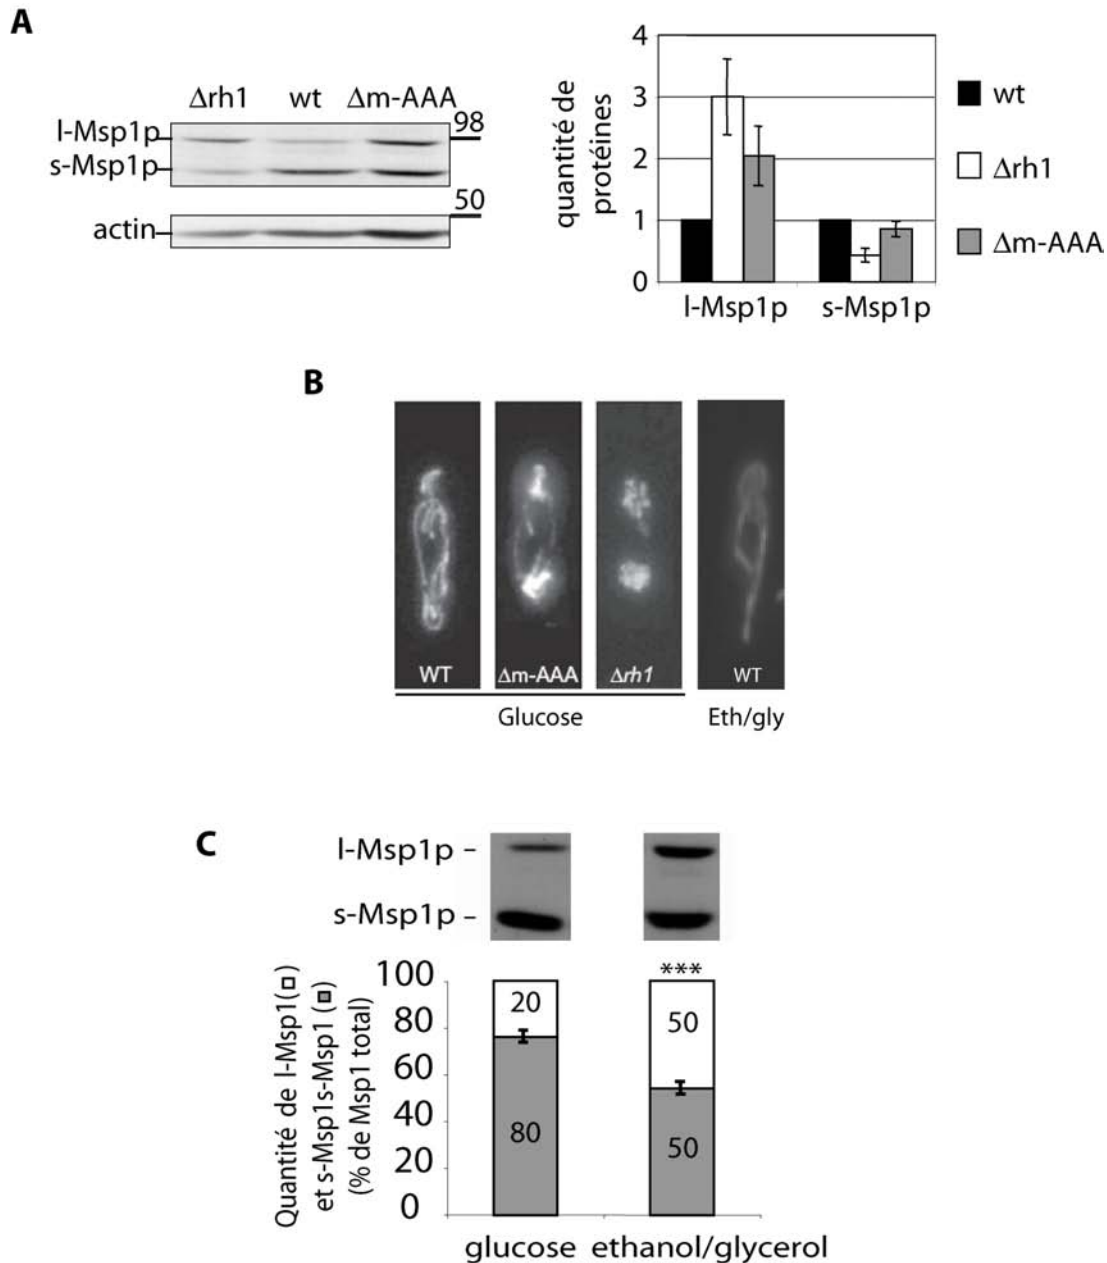 A
Δrh1 wt Δm-AAA
l-Msp1p
s-Msp1p
98
50
actin
quantité de
protéines
4
3
2
1
0
l-Msp1p s-Msp1p
wt
Δrh1
Δm-AAA
B
WT Δm-AAA Δrh1 WT
Glucose Eth/gly
C
l-Msp1p -
s-Msp1p -
Quantité de l-Msp1(□)
et s-Msp1s-Msp1 (■)
(% de Msp1 total)
100
80
60
40
20
0
***
20 50
80 50
glucose ethanol/glycerol